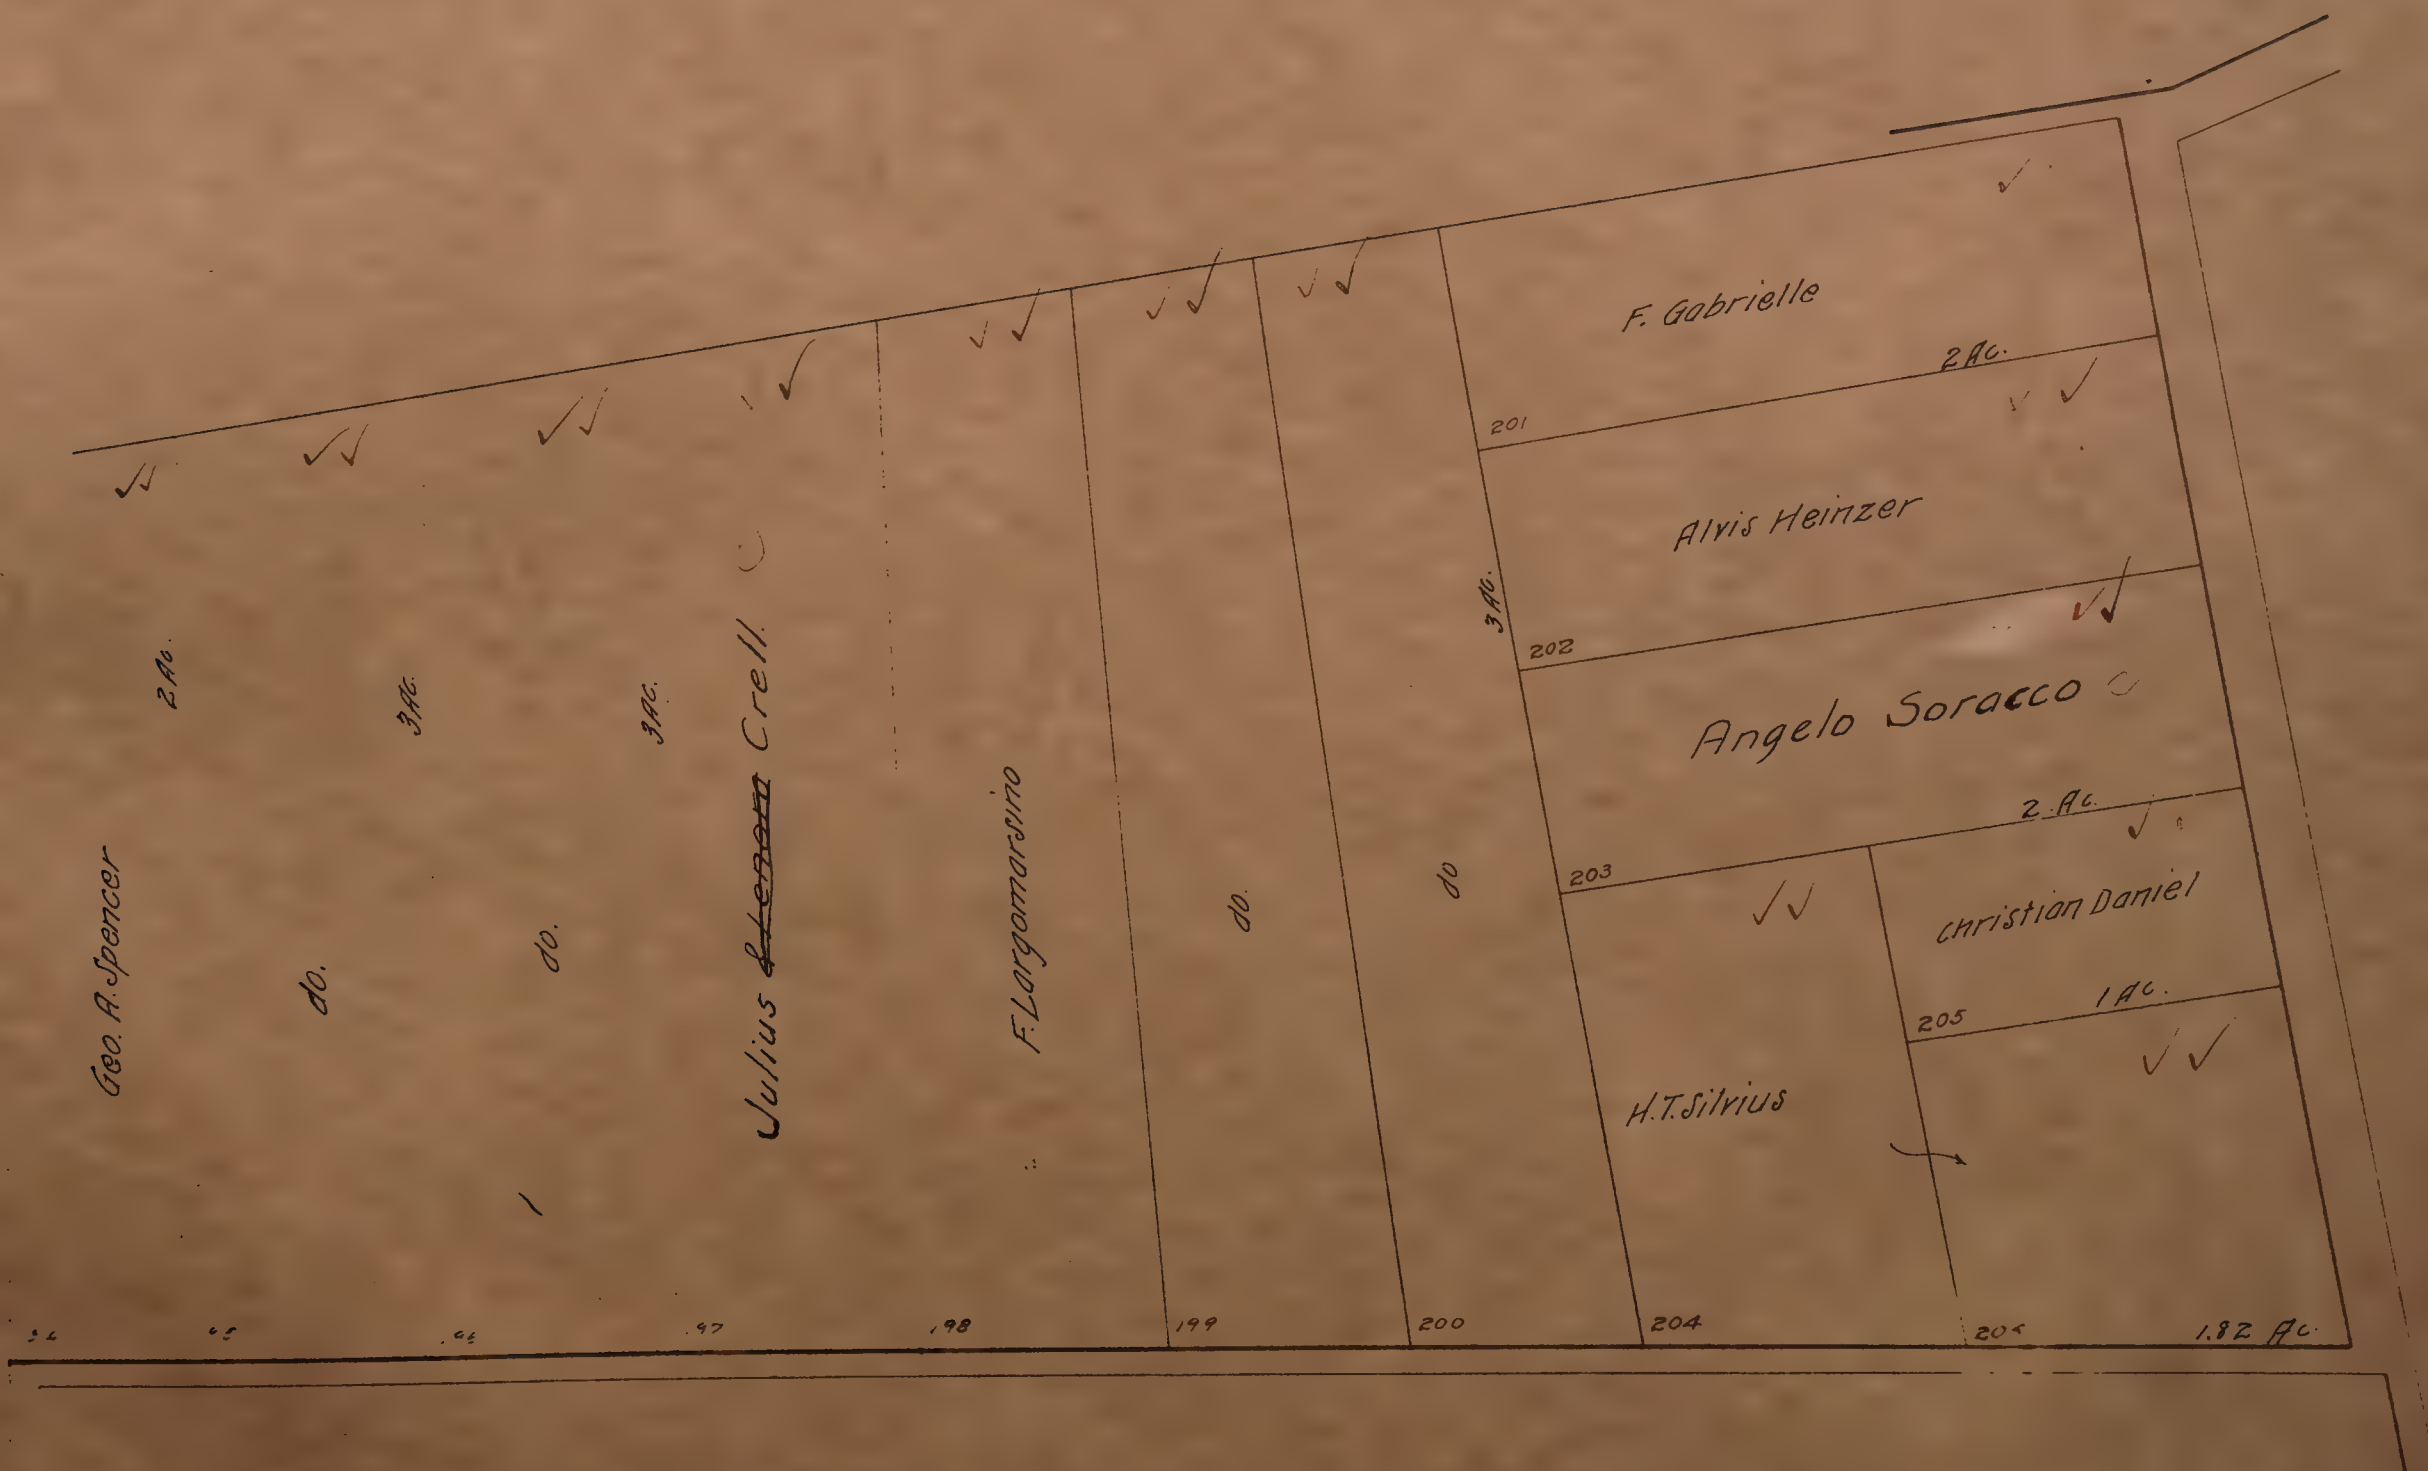 F. Gabrielle
2 Ac.
201
Alvis Heinzer
3 Ac.
202
Angelo Soracco
2 Ac.
203
Christian Daniel
1 Ac.
205
H.T. Silvius
204
1.82 Ac.
Geo. A. Spencer
2 Ac.
do.
3 Ac.
do.
3 Ac.
Julius Crell.
97
F. Largomarsino
198
do.
199
do
200